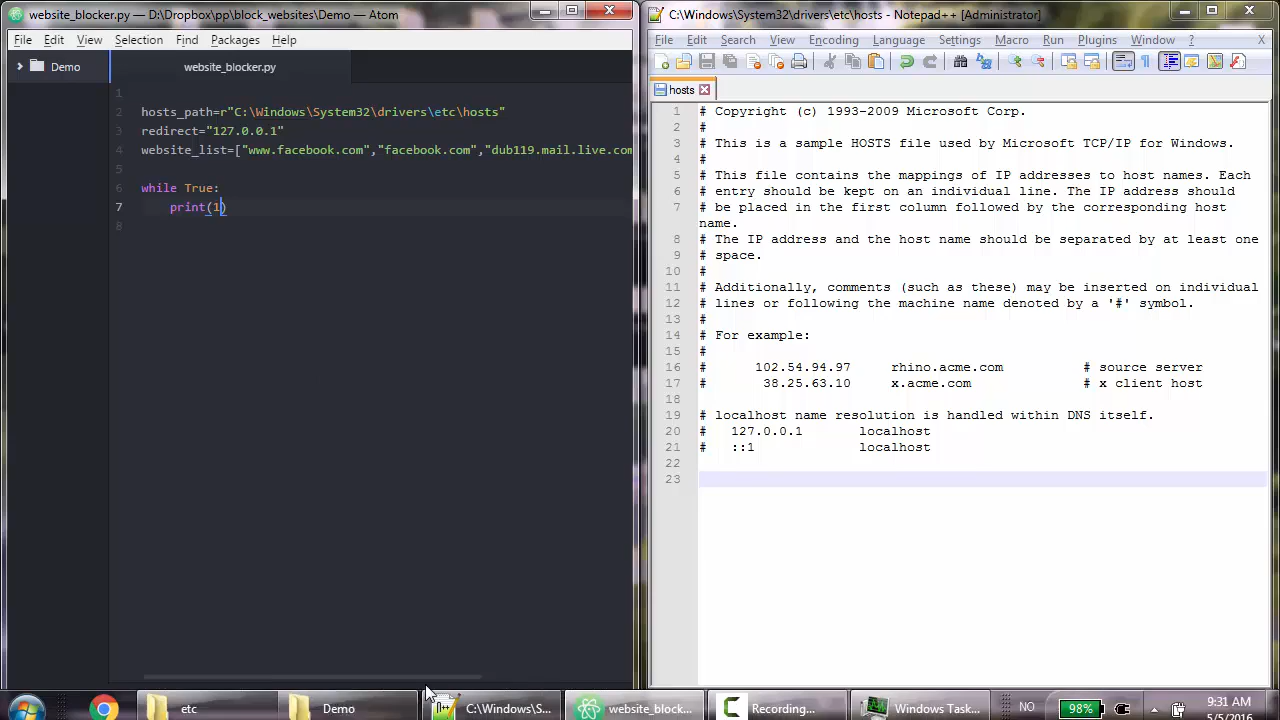 website_blocker.py — D:\Dropbox\pp\block_websites\Demo — Atom
File Edit View Selection Find Packages Help
Demo
website_blocker.py
1
2 hosts_path=r"C:\Windows\System32\drivers\etc\hosts"
3 redirect="127.0.0.1"
4 website_list=["www.facebook.com","facebook.com","dub119.mail.live.com
5
6 while True:
7 print(1)
8
C:\Windows\System32\drivers\etc\hosts - Notepad++ [Administrator]
File Edit Search View Encoding Language Settings Macro Run Plugins Window ? X
hosts
1 # Copyright (c) 1993-2009 Microsoft Corp.
2 #
3 # This is a sample HOSTS file used by Microsoft TCP/IP for Windows.
4 #
5 # This file contains the mappings of IP addresses to host names. Each
6 # entry should be kept on an individual line. The IP address should
7 # be placed in the first column followed by the corresponding host
name.
8 # The IP address and the host name should be separated by at least one
9 # space.
10 #
11 # Additionally, comments (such as these) may be inserted on individual
12 # lines or following the machine name denoted by a '#' symbol.
13 #
14 # For example:
15 #
16 # 102.54.94.97 rhino.acme.com # source server
17 # 38.25.63.10 x.acme.com # x client host
18
19 # localhost name resolution is handled within DNS itself.
20 # 127.0.0.1 localhost
21 # ::1 localhost
22
23
etc Demo C:\Windows\S... website_block... Recording... Windows Task... NO 98% 9:31 AM
5/5/2016